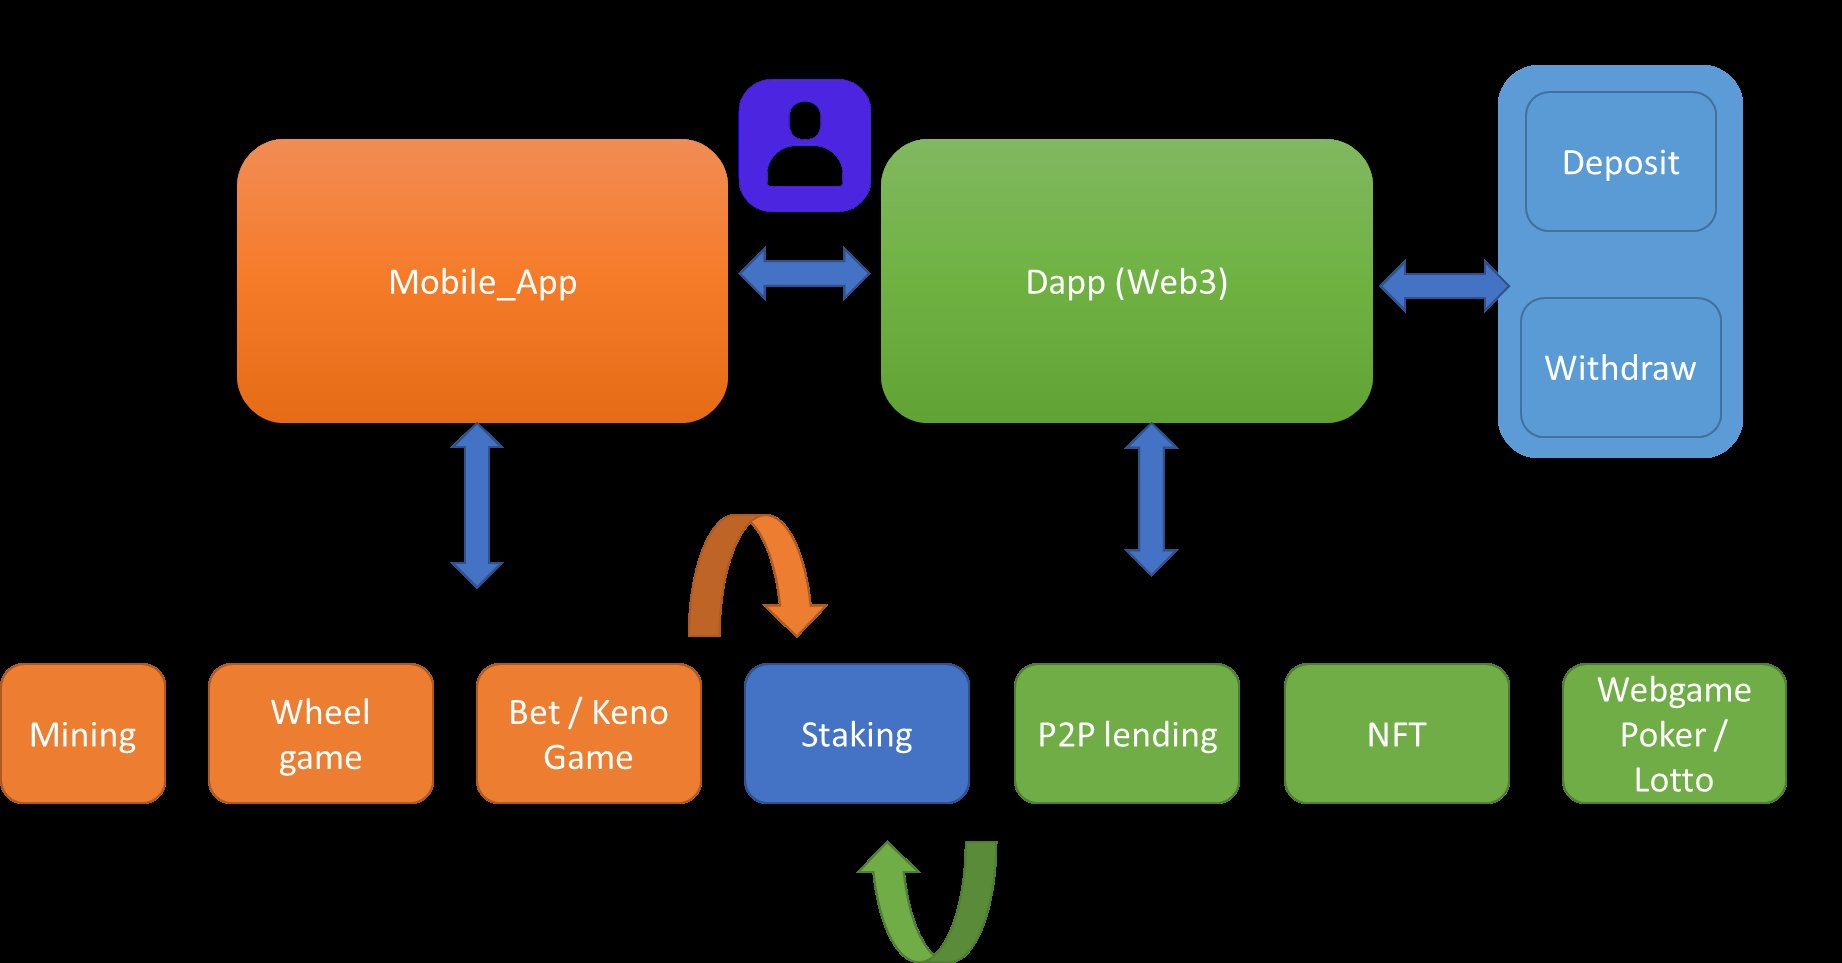 Mobile_App
Dapp (Web3)
Deposit
Withdraw
Mining
Wheel
game
Bet / Keno
Game
Staking
P2P lending
NFT
Webgame
Poker /
Lotto